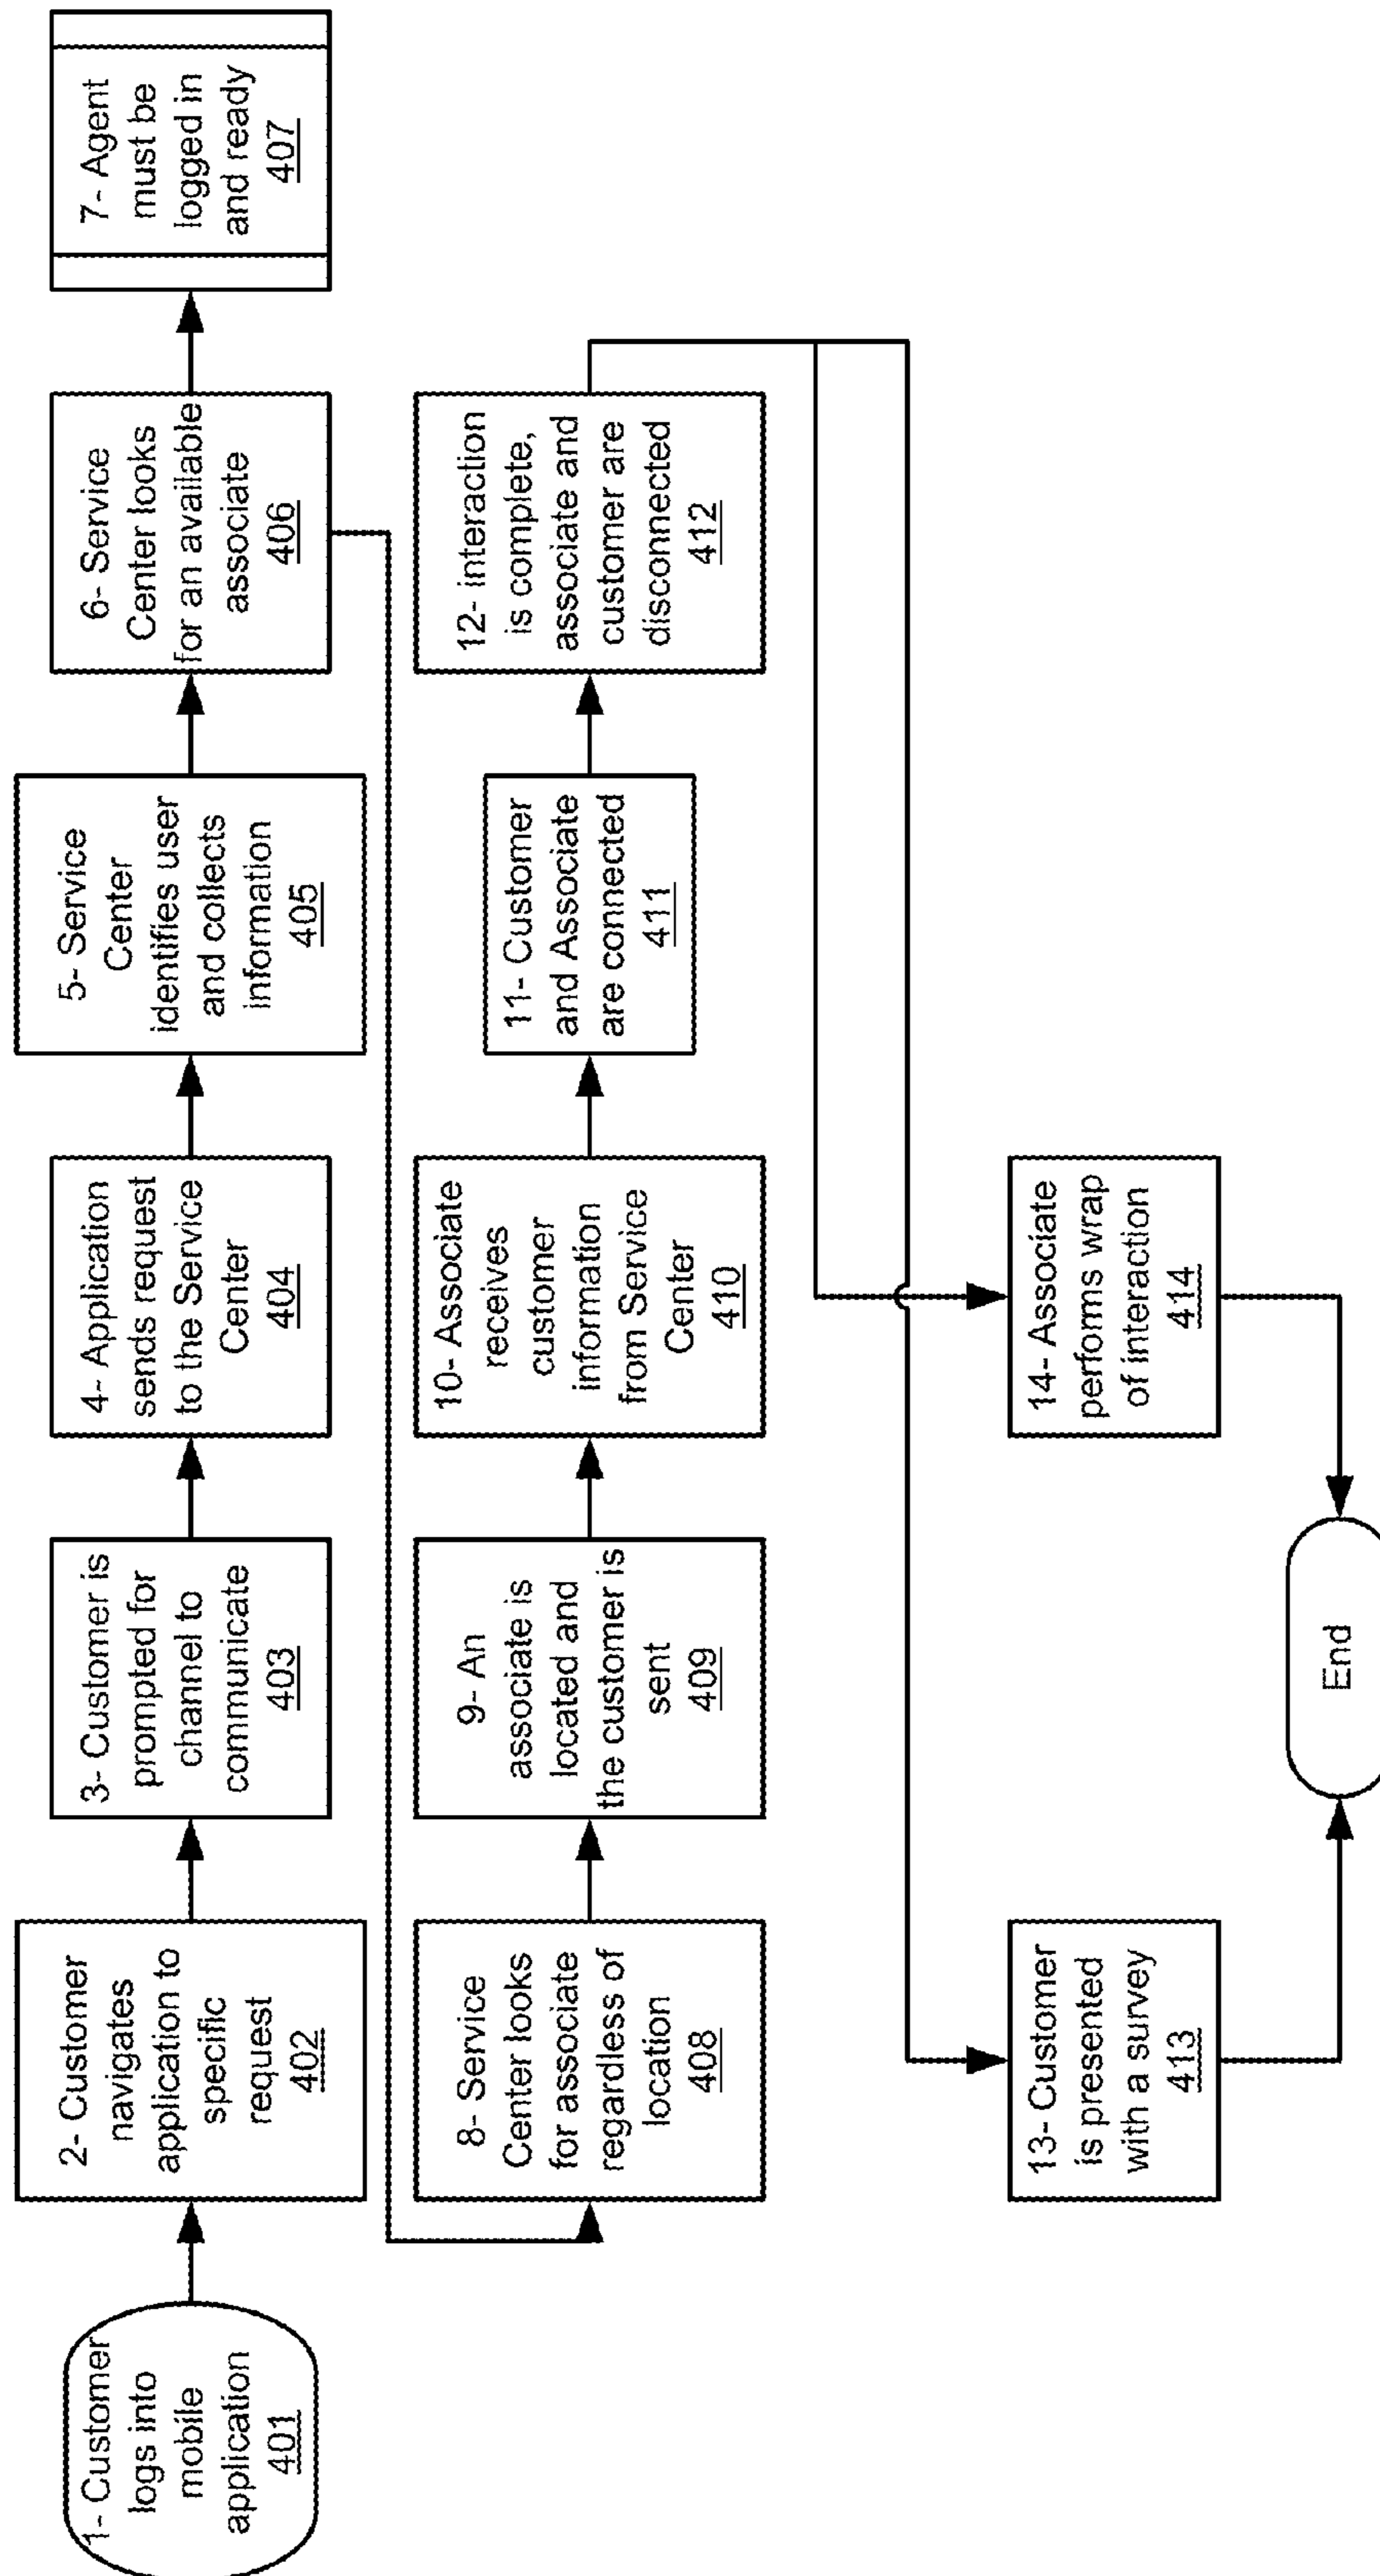 1- Customer
logs into
mobile
application
401
2- Customer
navigates
application to
specific
request
402
3- Customer is
prompted for
channel to
communicate
403
4- Application
sends request
to the Service
Center
404
5- Service
Center
identifies user
and collects
information
405
6- Service
Center looks
for an available
associate
406
7- Agent
must be
logged in
and ready
407
8- Service
Center looks
for associate
regardless of
location
408
9- An
associate is
located and
the customer is
sent
409
10- Associate
receives
customer
information
from Service
Center
410
11- Customer
and Associate
are connected
411
12- interaction
is complete,
associate and
customer are
disconnected
412
13- Customer
is presented
with a survey
413
14- Associate
performs wrap
of interaction
414
End